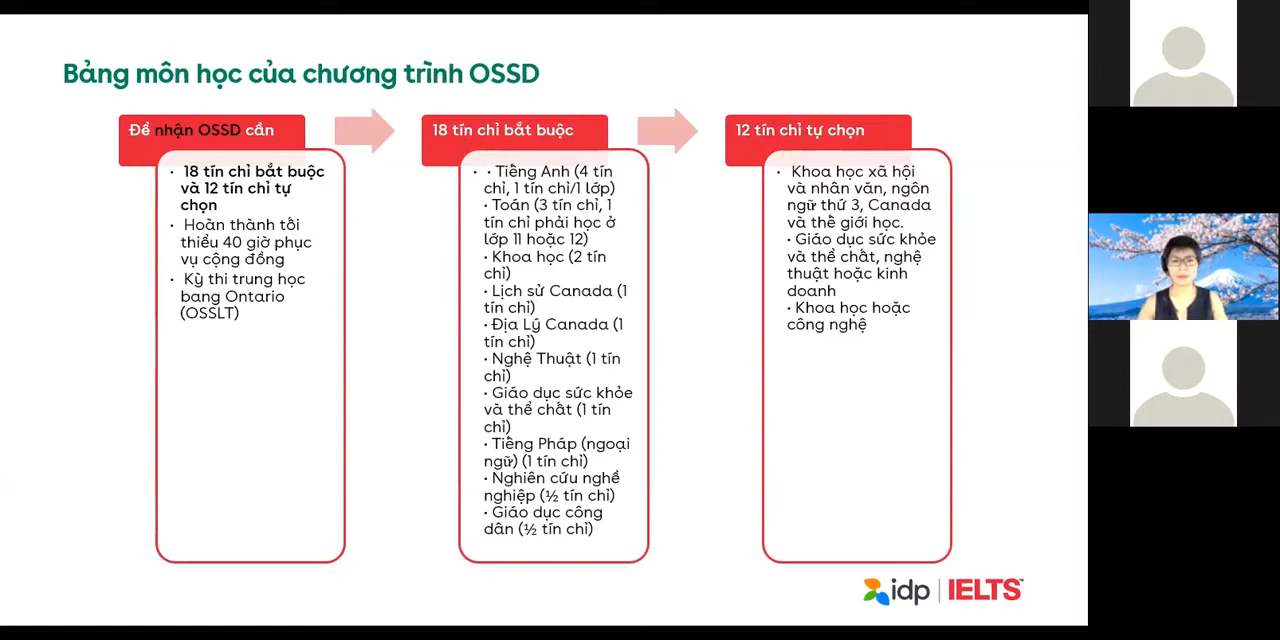 Bảng môn học của chương trình OSSD
Để nhận OSSD cần
· 18 tín chỉ bắt buộc
và 12 tín chỉ tự
chọn
· Hoàn thành tối
thiểu 40 giờ phục
vụ cộng đồng
· Kỳ thi trung học
bang Ontario
(OSSLT)
18 tín chỉ bắt buộc
· · Tiếng Anh (4 tín
chỉ, 1 tín chỉ/1 lớp)
· Toán (3 tín chỉ, 1
tín chỉ phải học ở
lớp 11 hoặc 12)
· Khoa học (2 tín
chỉ)
· Lịch sử Canada (1
tín chỉ)
· Địa Lý Canada (1
tín chỉ)
· Nghệ Thuật (1 tín
chỉ)
· Giáo dục sức khỏe
và thể chất (1 tín
chỉ)
· Tiếng Pháp (ngoại
ngữ) (1 tín chỉ)
· Nghiên cứu nghề
nghiệp (½ tín chỉ)
· Giáo dục công
dân (½ tín chỉ)
12 tín chỉ tự chọn
· Khoa học xã hội
và nhân văn, ngôn
ngữ thứ 3, Canada
và thế giới học.
· Giáo dục sức khỏe
và thể chất, nghệ
thuật hoặc kinh
doanh
· Khoa học hoặc
công nghệ
idp | IELTS™